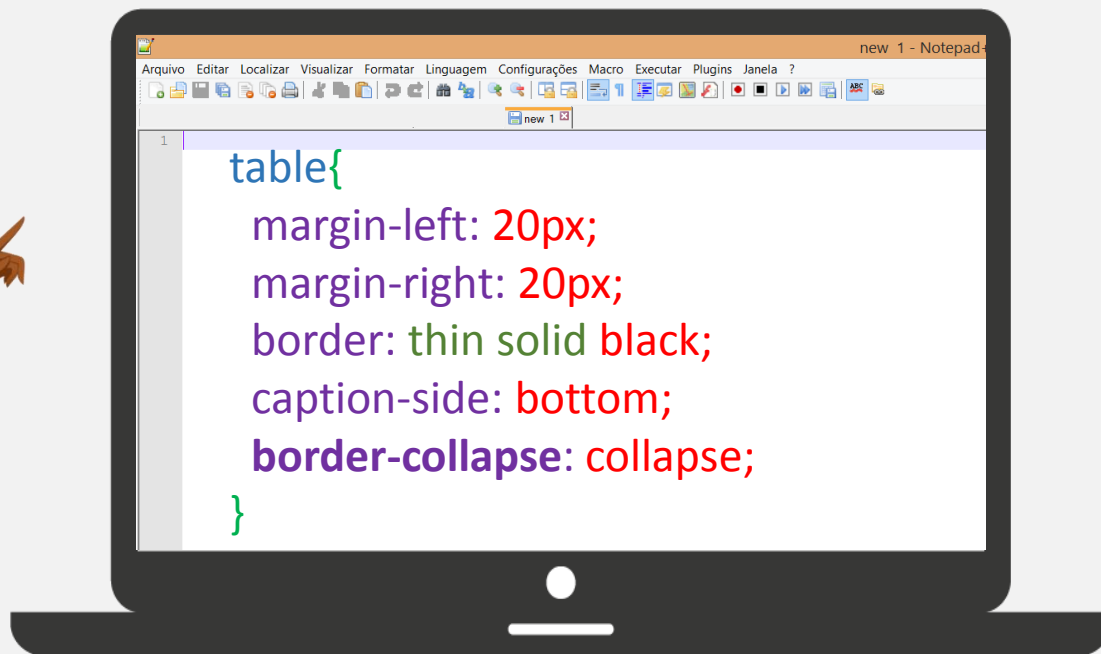 new 1 - Notepad+
Arquivo Editar Localizar Visualizar Formatar Linguagem Configurações Macro Executar Plugins Janela ?
ABC
new 1
1
table{
margin-left: 20px;
margin-right: 20px;
border: thin solid black;
caption-side: bottom;
border-collapse: collapse;
}